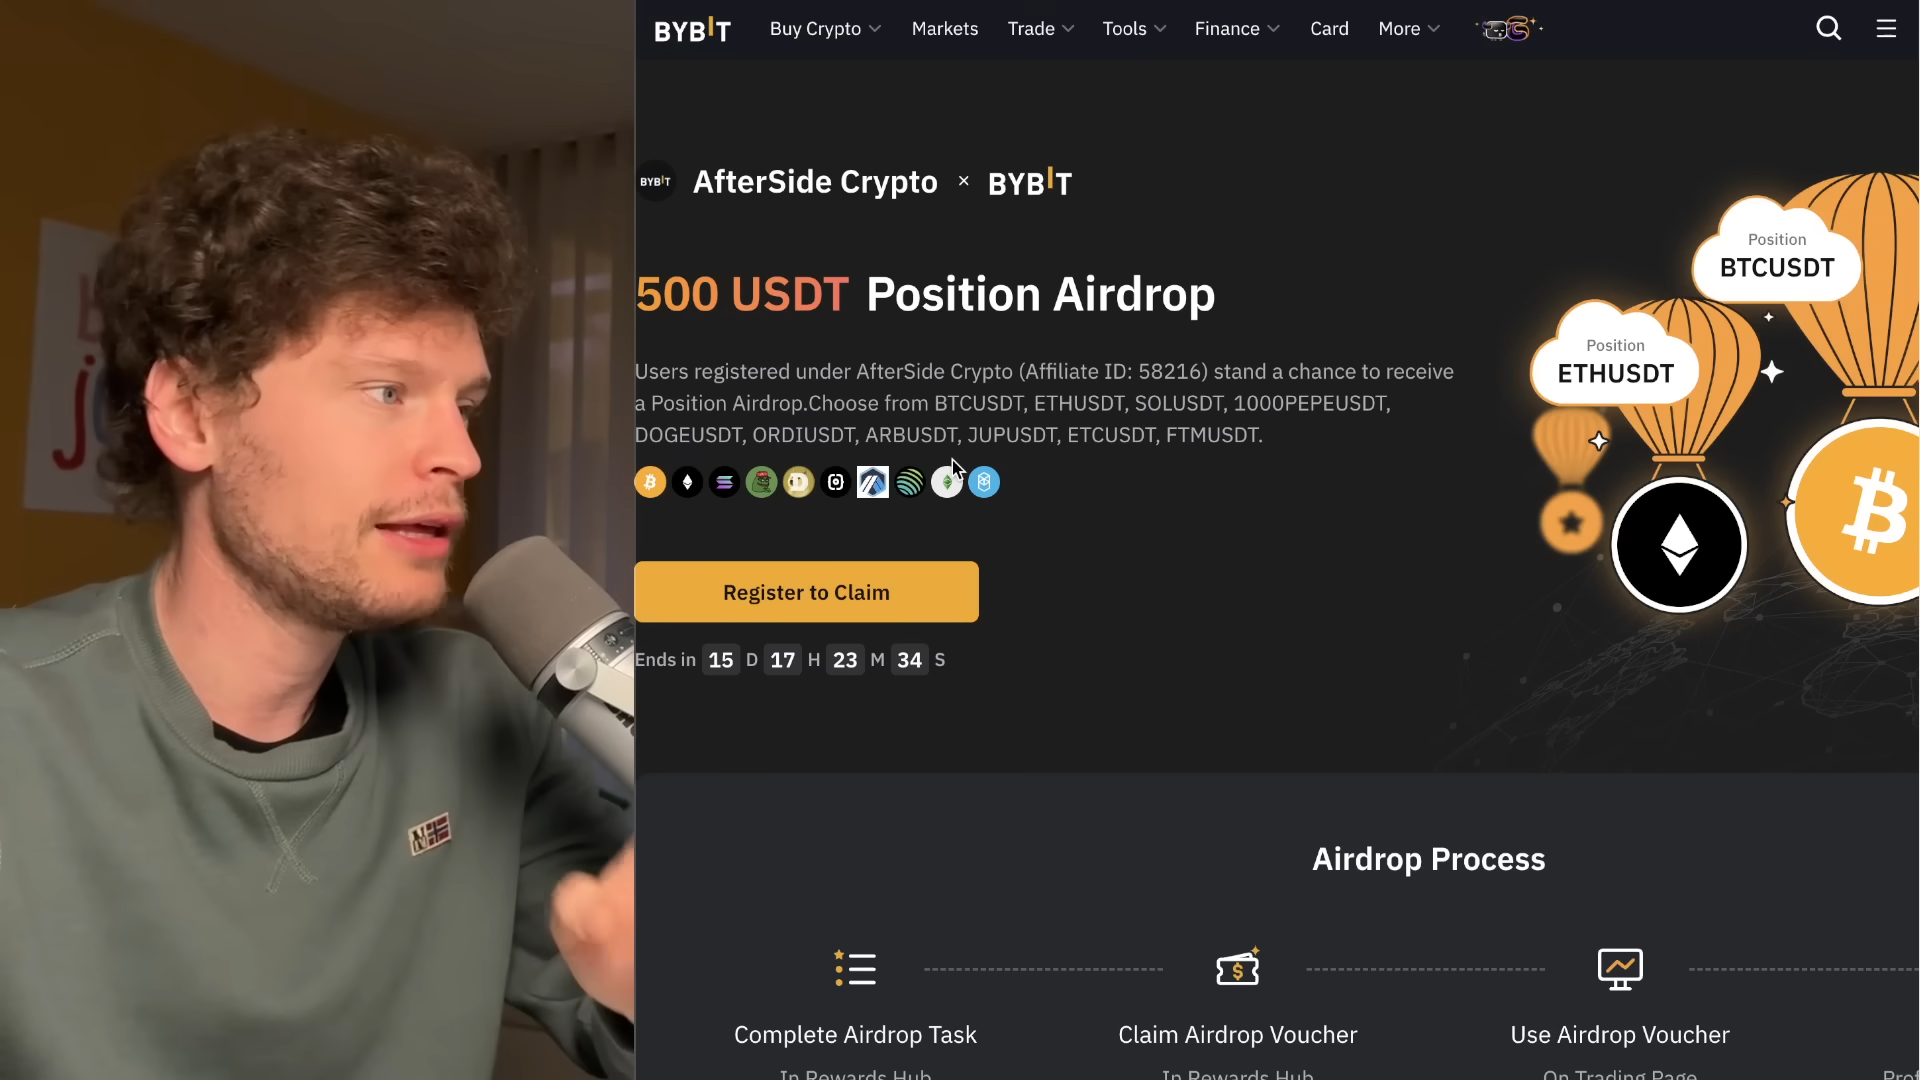 BYBIT Buy Crypto Markets Trade Tools Finance Card More
BYBIT AfterSide Crypto × BYBIT
500 USDT Position Airdrop
Users registered under AfterSide Crypto (Affiliate ID: 58216) stand a chance to receive
a Position Airdrop.Choose from BTCUSDT, ETHUSDT, SOLUSDT, 1000PEPEUSDT,
DOGEUSDT, ORDIUSDT, ARBUSDT, JUPUSDT, ETCUSDT, FTMUSDT.
Position
BTCUSDT
Position
ETHUSDT
Register to Claim
Ends in 15 D 17 H 23 M 34 S
Airdrop Process
Complete Airdrop Task
Claim Airdrop Voucher
Use Airdrop Voucher
In Rewards Hub
In Rewards Hub
On Trading Page